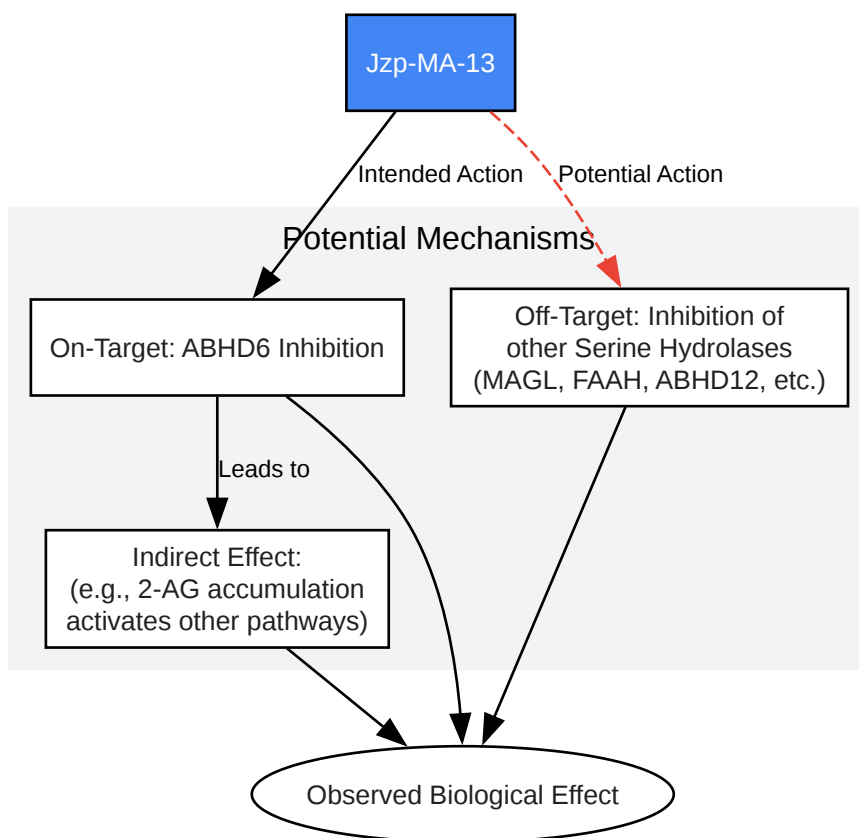 Jzp-MA-13
Intended Action
Potential Action
Potential Mechanisms
On-Target: ABHD6 Inhibition
Off-Target: Inhibition of
other Serine Hydrolases
(MAGL, FAAH, ABHD12, etc.)
Leads to
Indirect Effect:
(e.g., 2-AG accumulation
activates other pathways)
Observed Biological Effect